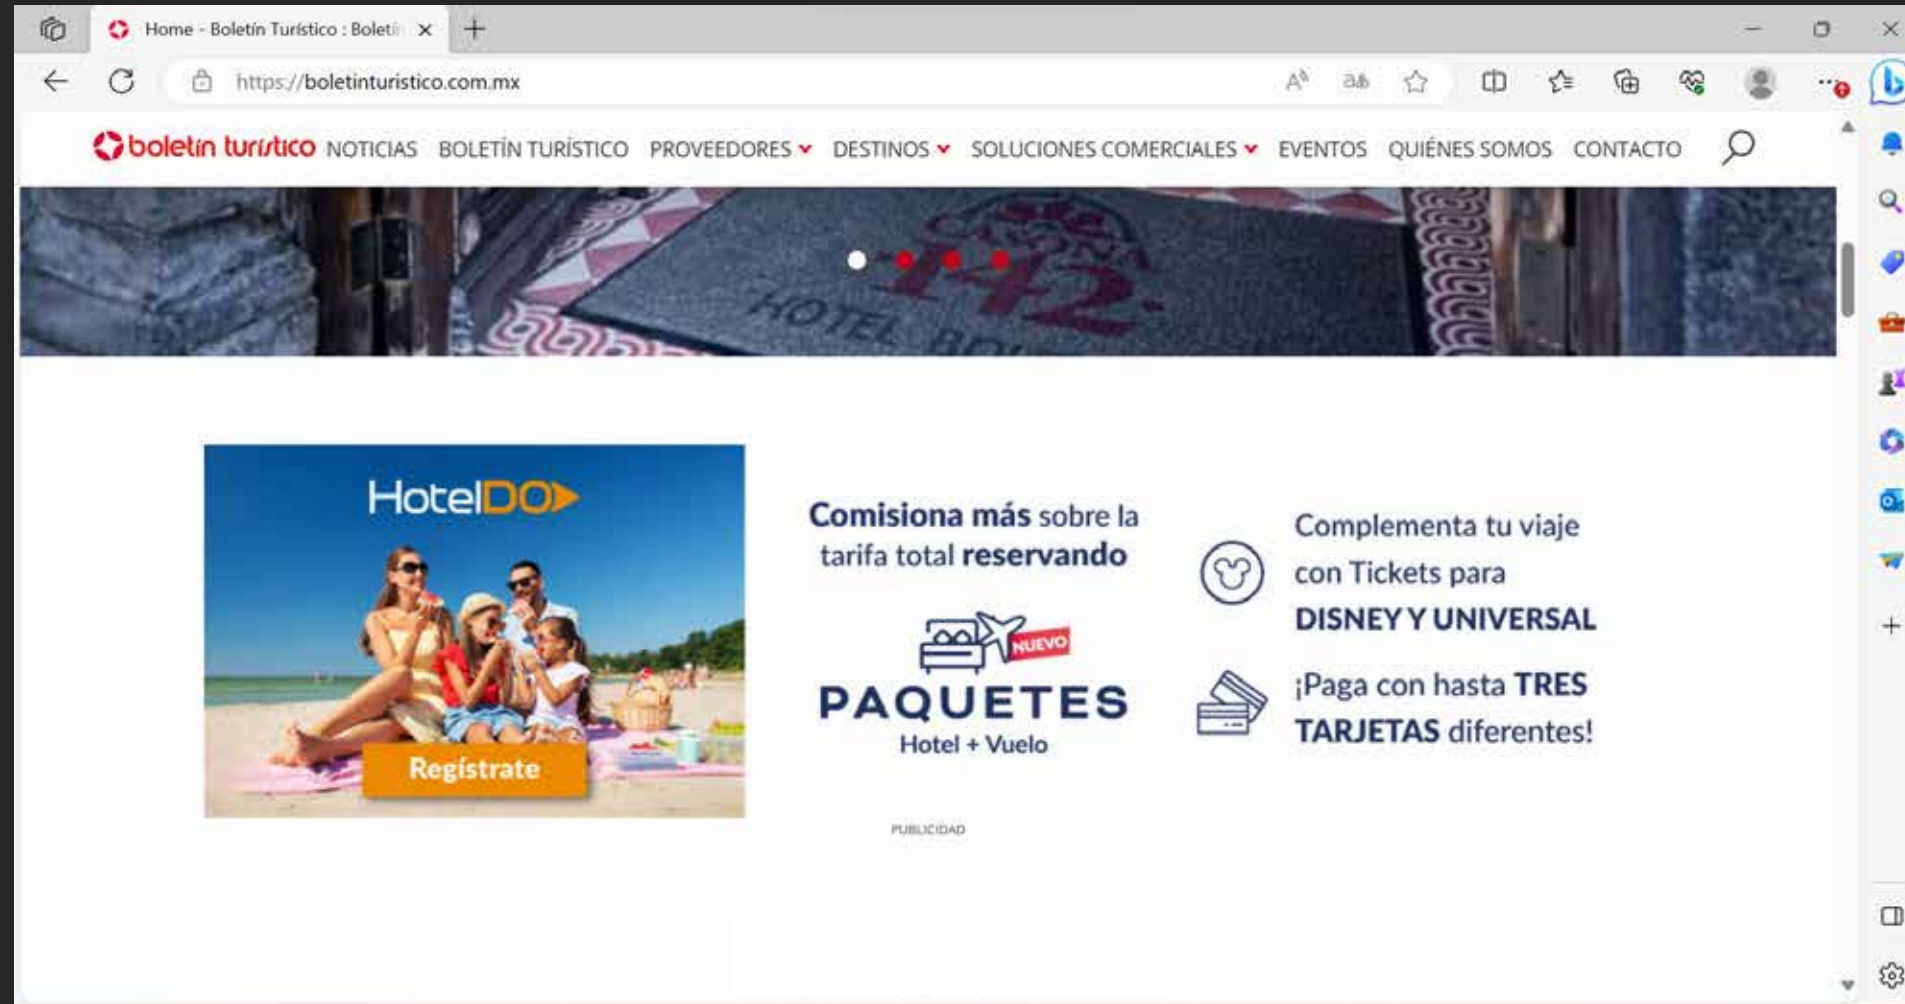 Home - Boletín Turístico : Boletín
https://boletinturistico.com.mx
boletín turístico NOTICIAS BOLETÍN TURÍSTICO PROVEEDORES DESTINOS SOLUCIONES COMERCIALES EVENTOS QUIÉNES SOMOS CONTACTO
142
HOTEL
HotelDO
Regístrate
Comisiona más sobre la
tarifa total reservando
NUEVO
PAQUETES
Hotel + Vuelo
Complementa tu viaje
con Tickets para
DISNEY Y UNIVERSAL
¡Paga con hasta TRES
TARJETAS diferentes!
PUBLICIDAD